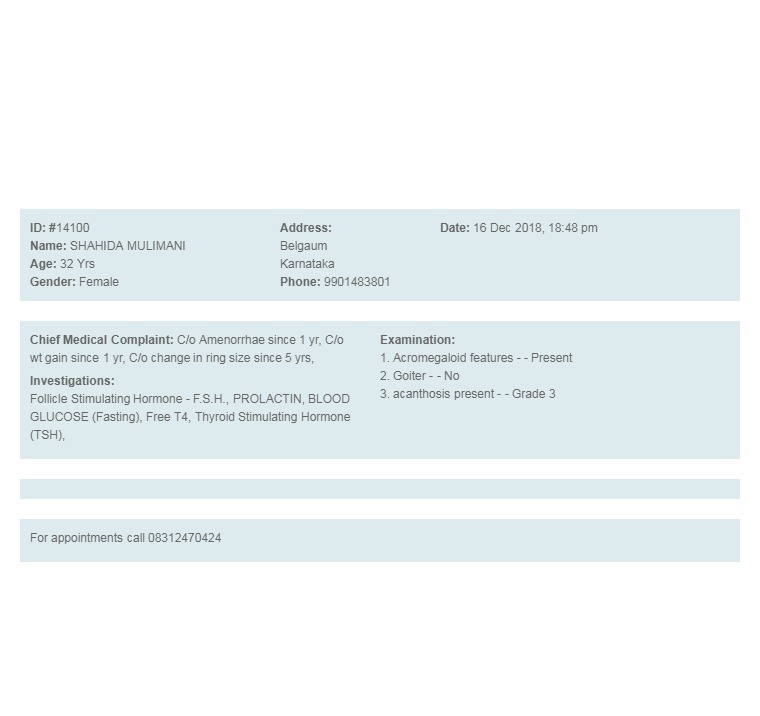 ID: #14100
Name: SHAHIDA MULIMANI
Age: 32 Yrs
Gender: Female
Address:
Belgaum
Karnataka
Phone: 9901483801
Date: 16 Dec 2018, 18:48 pm
Chief Medical Complaint: C/o Amenorrhae since 1 yr, C/o
wt gain since 1 yr, C/o change in ring size since 5 yrs,
Investigations:
Follicle Stimulating Hormone - F.S.H., PROLACTIN, BLOOD
GLUCOSE (Fasting), Free T4, Thyroid Stimulating Hormone
(TSH),
Examination:
1. Acromegaloid features - - Present
2. Goiter - - No
3. acanthosis present - - Grade 3
For appointments call 08312470424